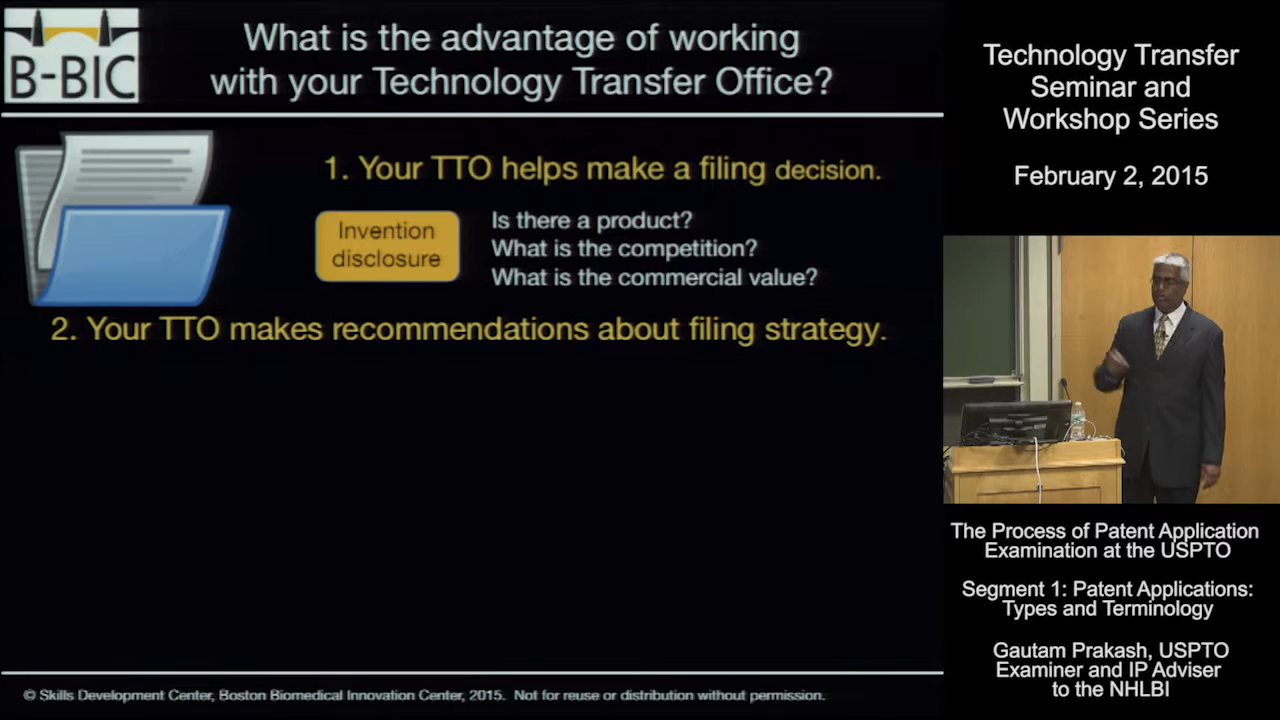 B-BIC
What is the advantage of working
with your Technology Transfer Office?
1. Your TTO helps make a filing decision.
Invention
disclosure
Is there a product?
What is the competition?
What is the commercial value?
2. Your TTO makes recommendations about filing strategy.
© Skills Development Center, Boston Biomedical Innovation Center, 2015. Not for reuse or distribution without permission.
Technology Transfer
Seminar and
Workshop Series
February 2, 2015
The Process of Patent Application
Examination at the USPTO
Segment 1: Patent Applications:
Types and Terminology
Gautam Prakash, USPTO
Examiner and IP Adviser
to the NHLBI